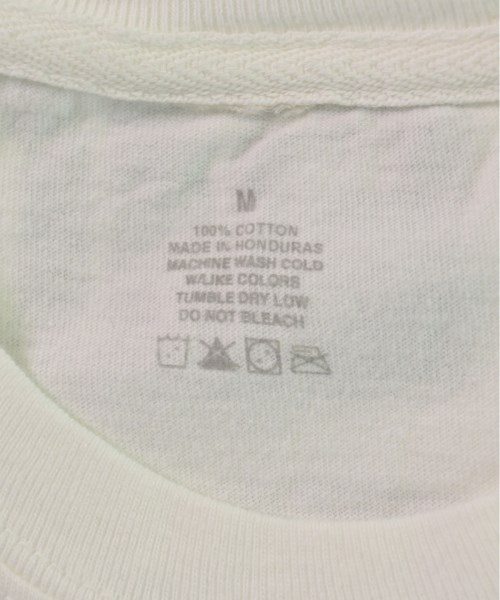 M
100% COTTON
MADE IN HONDURAS
MACHINE WASH COLD
W/LIKE COLORS
TUMBLE DRY LOW
DO NOT BLEACH